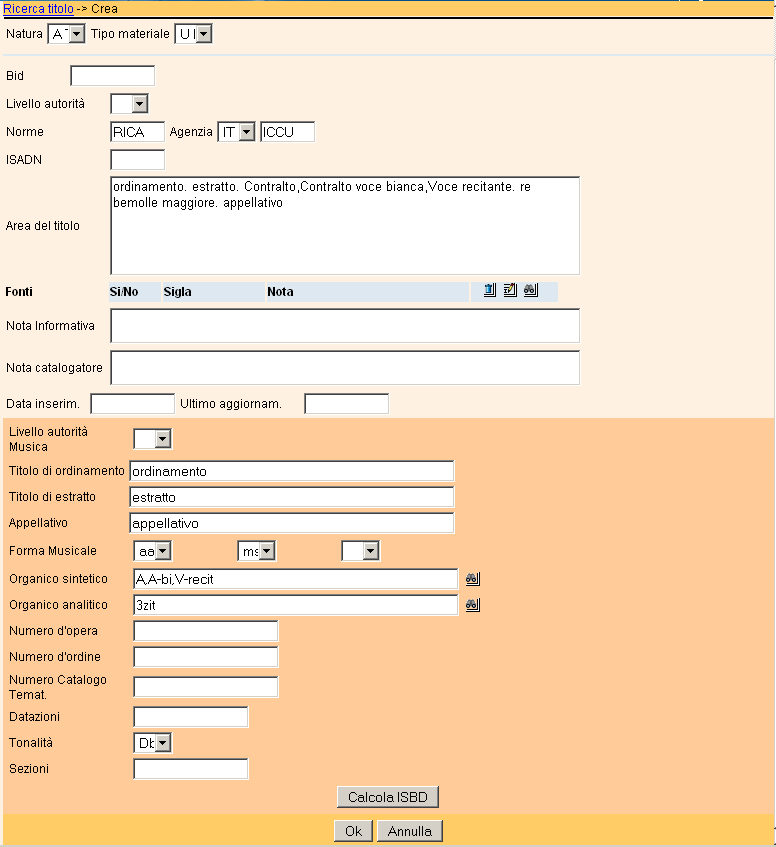 Ricerca titolo -> Crea
Natura A Tipo materiale U
Bid
Livello autorità
Norme RICA Agenzia IT ICCU
ISADN
Area del titolo
ordinamento. estratto. Contralto,Contralto voce bianca,Voce recitante. re
bemolle maggiore. appellativo
Fonti Si/No Sigla Nota
Nota Informativa
Nota catalogatore
Data inserim. Ultimo aggiornam.
Livello autorità
Musica
Titolo di ordinamento ordinamento
Titolo di estratto estratto
Appellativo appellativo
Forma Musicale aa ms
Organico sintetico A,A-bi,V-recit
Organico analitico 3zit
Numero d'opera
Numero d'ordine
Numero Catalogo
Temat.
Datazioni
Tonalità Db
Sezioni
Calcola ISBD
Ok Annulla